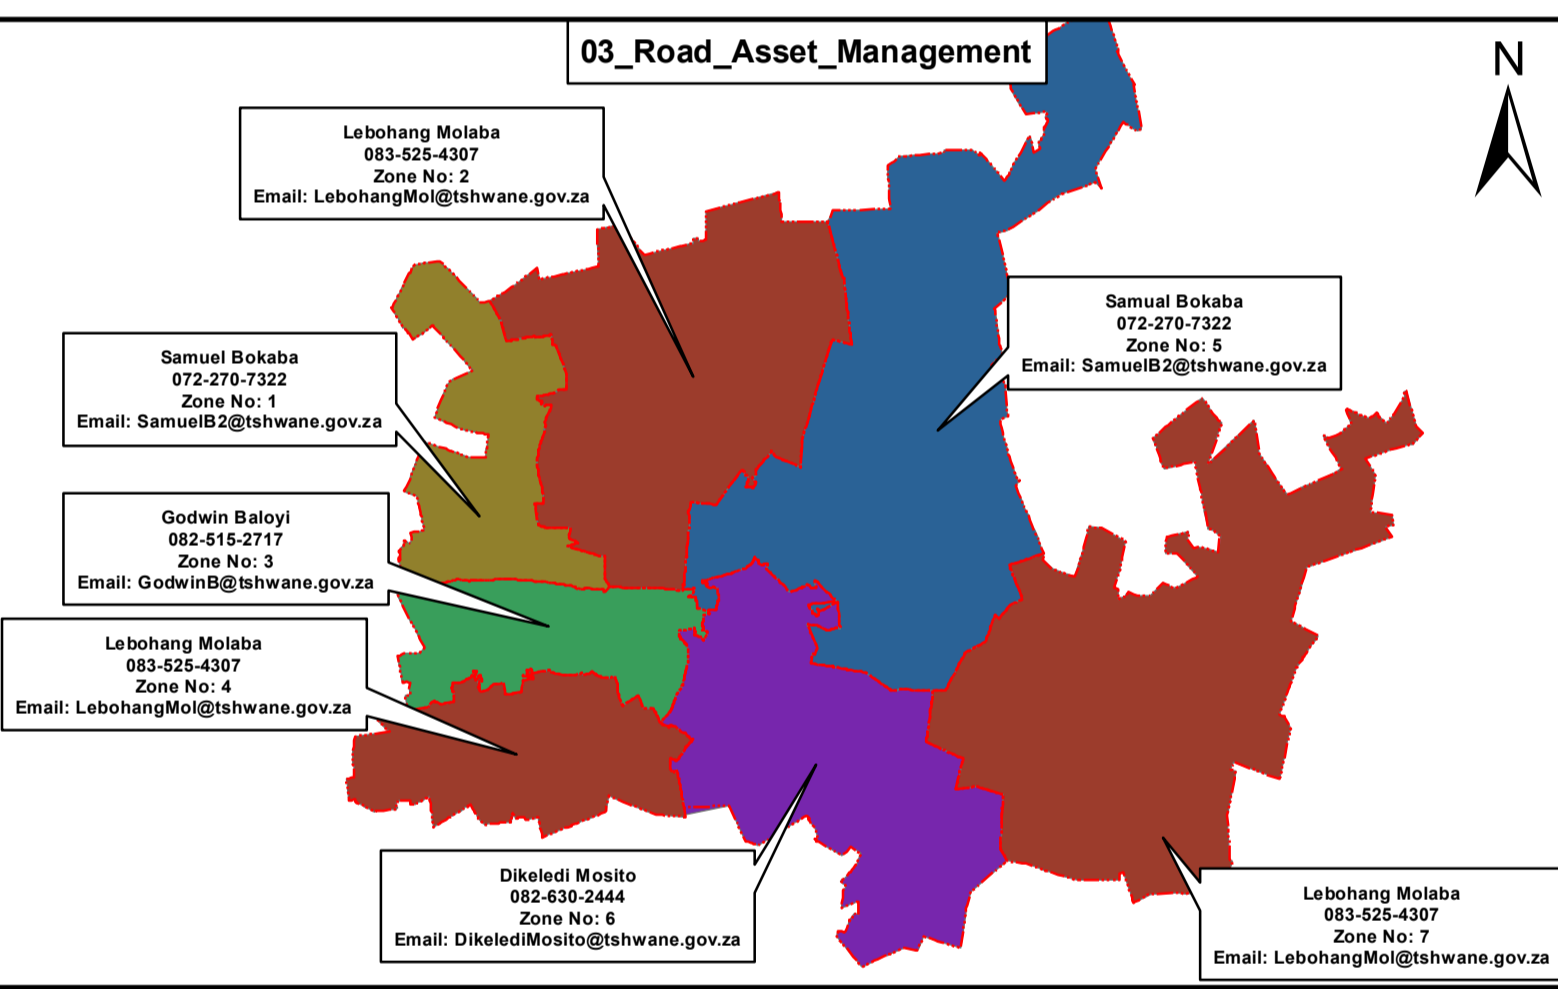 03_Road_Asset_Management
N
Lebohang Molaba
083-525-4307
Zone No: 2
Email: LebohangMol@tshwane.gov.za
Samual Bokaba
072-270-7322
Zone No: 5
Email: SamuelB2@tshwane.gov.za
Samuel Bokaba
072-270-7322
Zone No: 1
Email: SamuelB2@tshwane.gov.za
Godwin Baloyi
082-515-2717
Zone No: 3
Email: GodwinB@tshwane.gov.za
Lebohang Molaba
083-525-4307
Zone No: 4
Email: LebohangMol@tshwane.gov.za
Dikeledi Mosito
082-630-2444
Zone No: 6
Email: DikelediMosito@tshwane.gov.za
Lebohang Molaba
083-525-4307
Zone No: 7
Email: LebohangMol@tshwane.gov.za